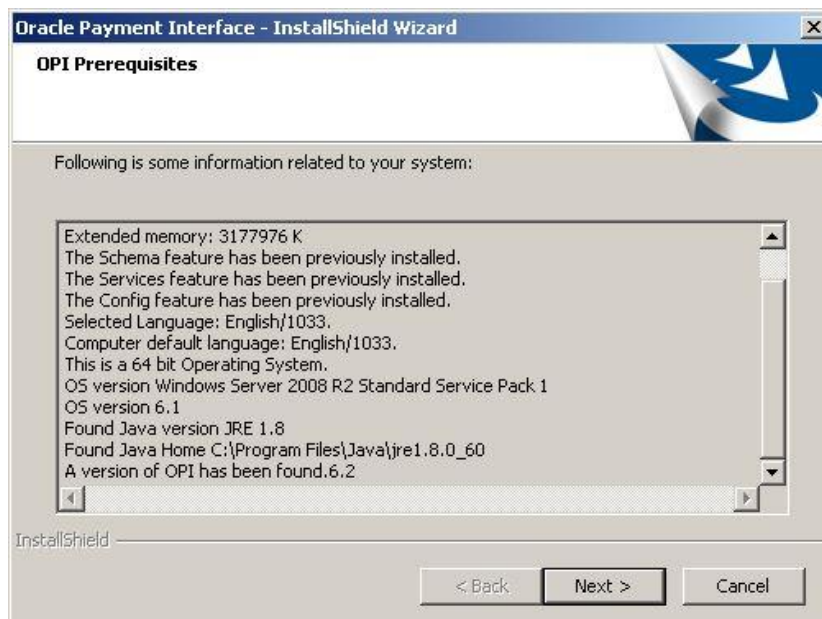 Oracle Payment Interface - InstallShield Wizard
OPI Prerequisites
Following is some information related to your system:
Extended memory: 3177976 K
The Schema feature has been previously installed.
The Services feature has been previously installed.
The Config feature has been previously installed.
Selected Language: English/1033.
Computer default language: English/1033.
This is a 64 bit Operating System.
OS version Windows Server 2008 R2 Standard Service Pack 1
OS version 6.1
Found Java version JRE 1.8
Found Java Home C:\Program Files\Java\jre1.8.0_60
A version of OPI has been found.6.2
InstallShield
< Back
Next >
Cancel